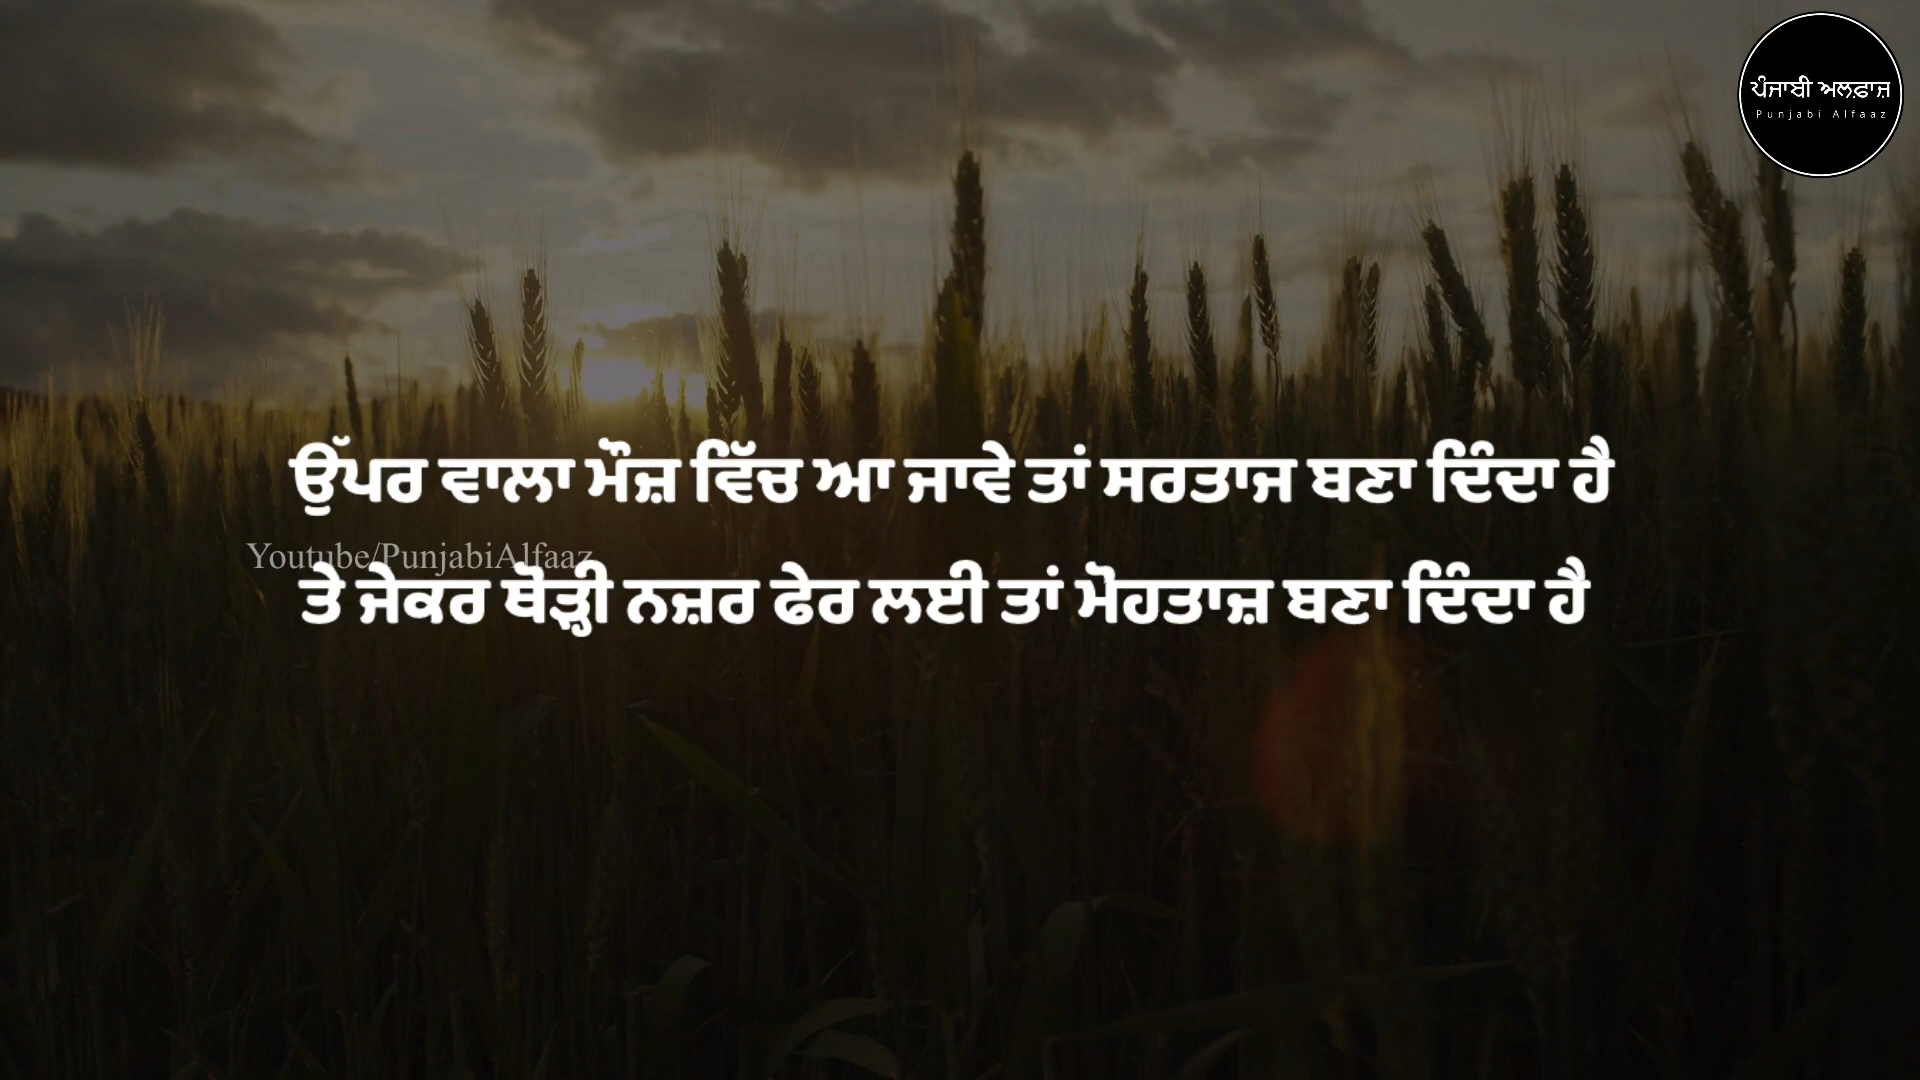 ਪੰਜਾਬੀ ਅਲਫ਼ਾਜ਼
Punjabi Alfaaz
ਉੱਪਰ ਵਾਲਾ ਮੌਜ਼ ਵਿੱਚ ਆ ਜਾਵੇ ਤਾਂ ਸਰਤਾਜ ਬਣਾ ਦਿੰਦਾ ਹੈ
Youtube/PunjabiAlfaaz
ਤੇ ਜੇਕਰ ਥੋੜ੍ਹੀ ਨਜ਼ਰ ਫੇਰ ਲਈ ਤਾਂ ਮੋਹਤਾਜ਼ ਬਣਾ ਦਿੰਦਾ ਹੈ